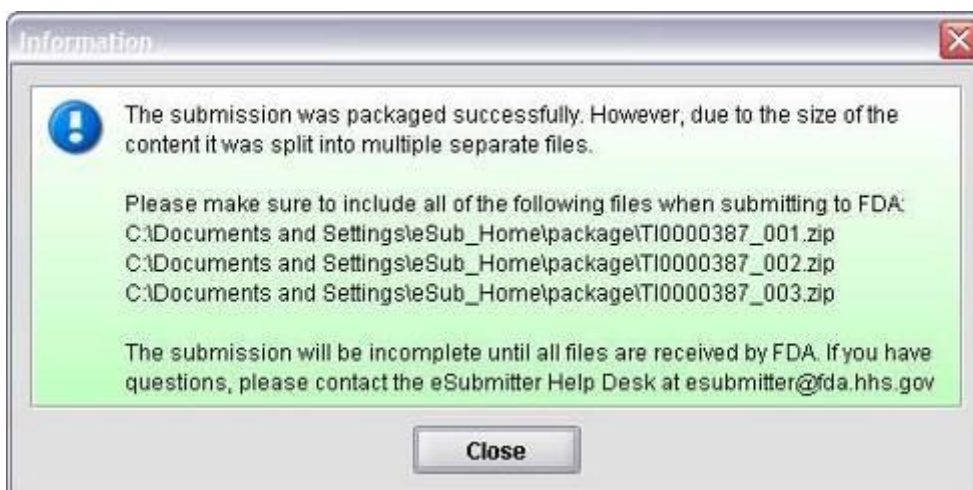 Information
The submission was packaged successfully. However, due to the size of the
content it was split into multiple separate files.
Please make sure to include all of the following files when submitting to FDA:
C:\Documents and Settings\eSub_Home\package\TI0000387_001.zip
C:\Documents and Settings\eSub_Home\package\TI0000387_002.zip
C:\Documents and Settings\eSub_Home\package\TI0000387_003.zip
The submission will be incomplete until all files are received by FDA. If you have
questions, please contact the eSubmitter Help Desk at esubmitter@fda.hhs.gov
Close